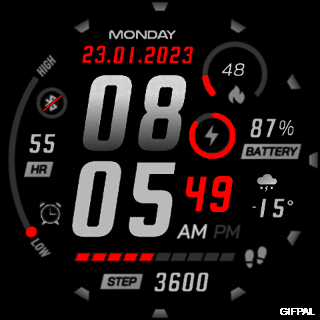 MONDAY
23.01.2023
HIGH
48
08
87%
BATTERY
55
HR
05
49
-15°
AM PM
LOW
STEP 3600
GIFPAL